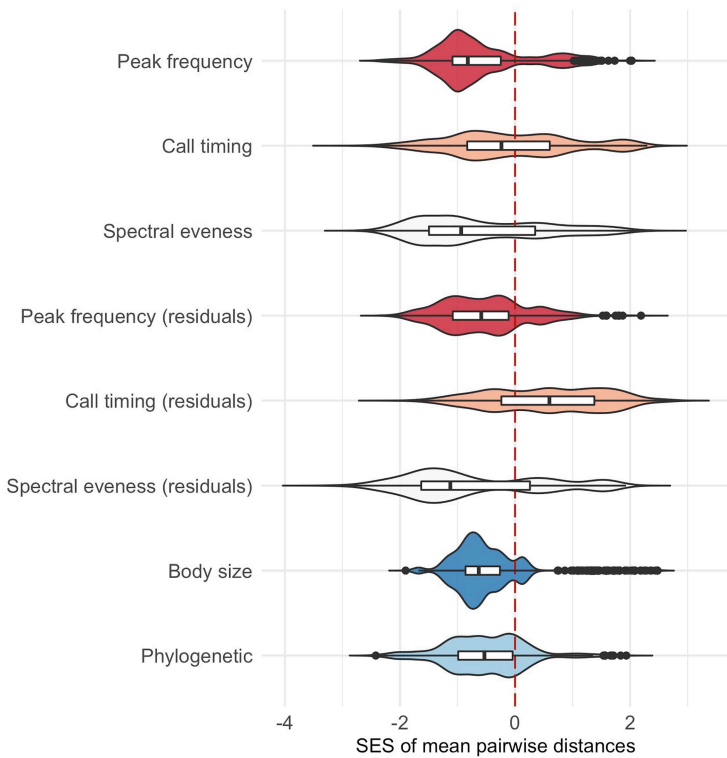 Peak frequency
Call timing
Spectral eveness
Peak frequency (residuals)
Call timing (residuals)
Spectral eveness (residuals)
Body size
Phylogenetic
-4 -2 0 2
SES of mean pairwise distances